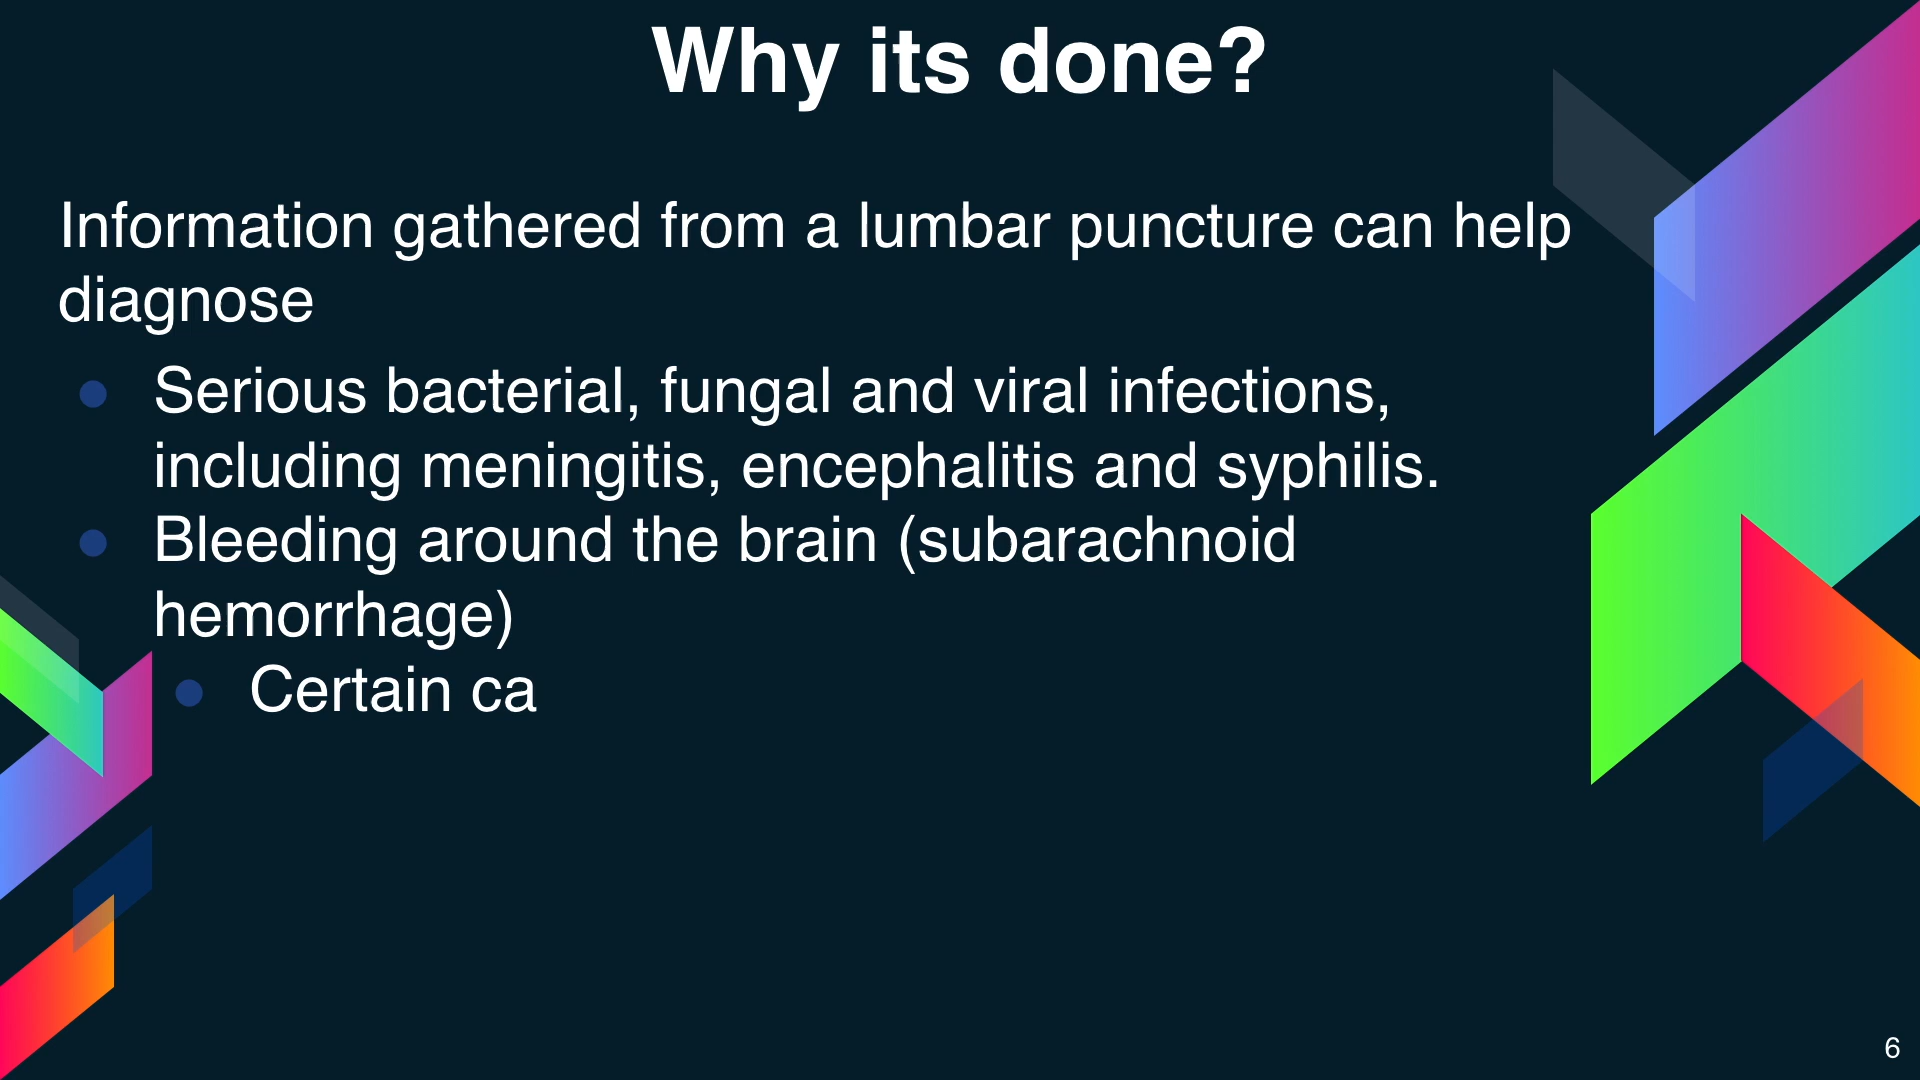 Why its done?
Information gathered from a lumbar puncture can help
diagnose
● Serious bacterial, fungal and viral infections,
including meningitis, encephalitis and syphilis.
● Bleeding around the brain (subarachnoid
hemorrhage)
● Certain ca
6